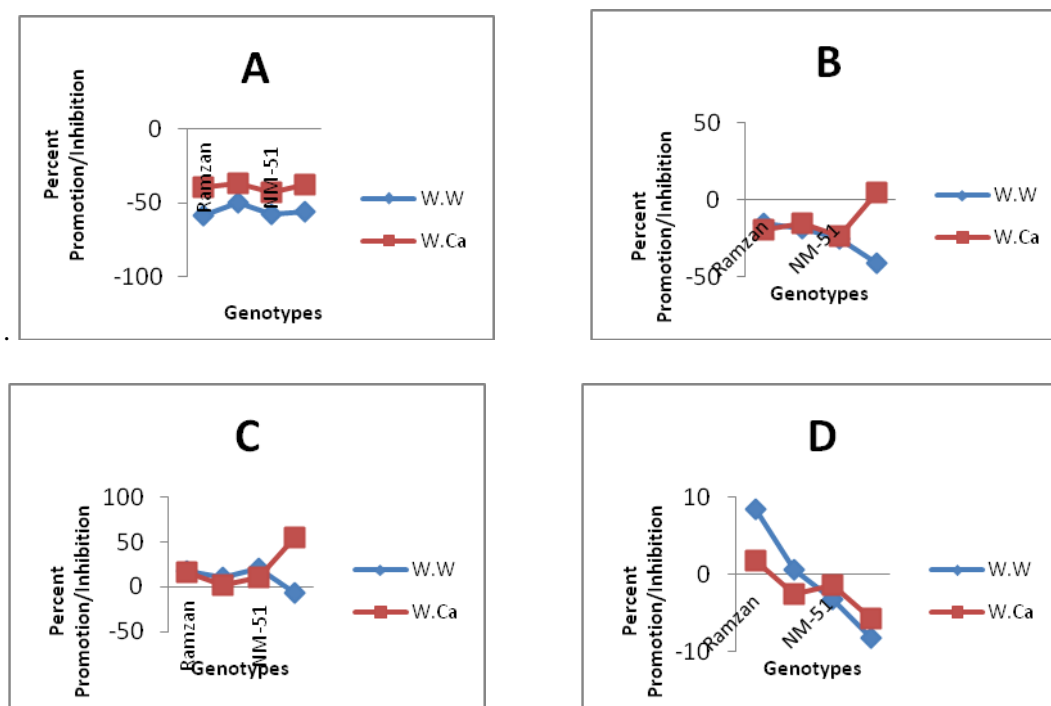 A
Percent
Promotion/Inhibition
0
-50
-100
Ramzan
NM-51
Genotypes
W.W
W.Ca
B
Percent
Promotion/Inhibition
50
0
-50
Ramzan
NM-51
Genotypes
W.W
W.Ca
.
C
Percent
Promotion/Inhibition
100
50
0
-50
Ramzan
NM-51
Genotypes
W.W
W.Ca
D
Percent
Promotion/Inhibition
10
0
-10
Ramzan
NM-51
Genotypes
W.W
W.Ca